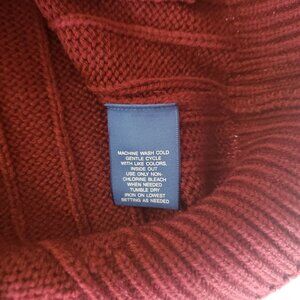 MACHINE WASH COLD
GENTLE CYCLE
WITH LIKE COLORS,
INSIDE OUT
USE ONLY NON-
CHLORINE BLEACH
WHEN NEEDED
TUMBLE DRY
IRON ON LOWEST
SETTING AS NEEDED